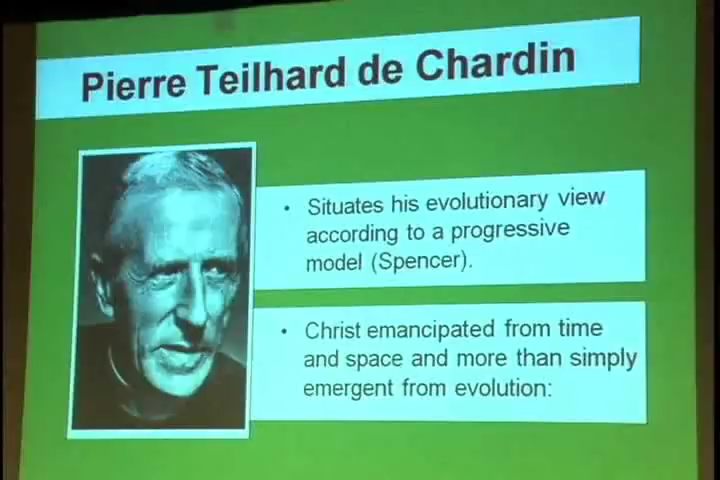 Pierre Teilhard de Chardin
• Situates his evolutionary view
according to a progressive
model (Spencer).
• Christ emancipated from time
and space and more than simply
emergent from evolution: